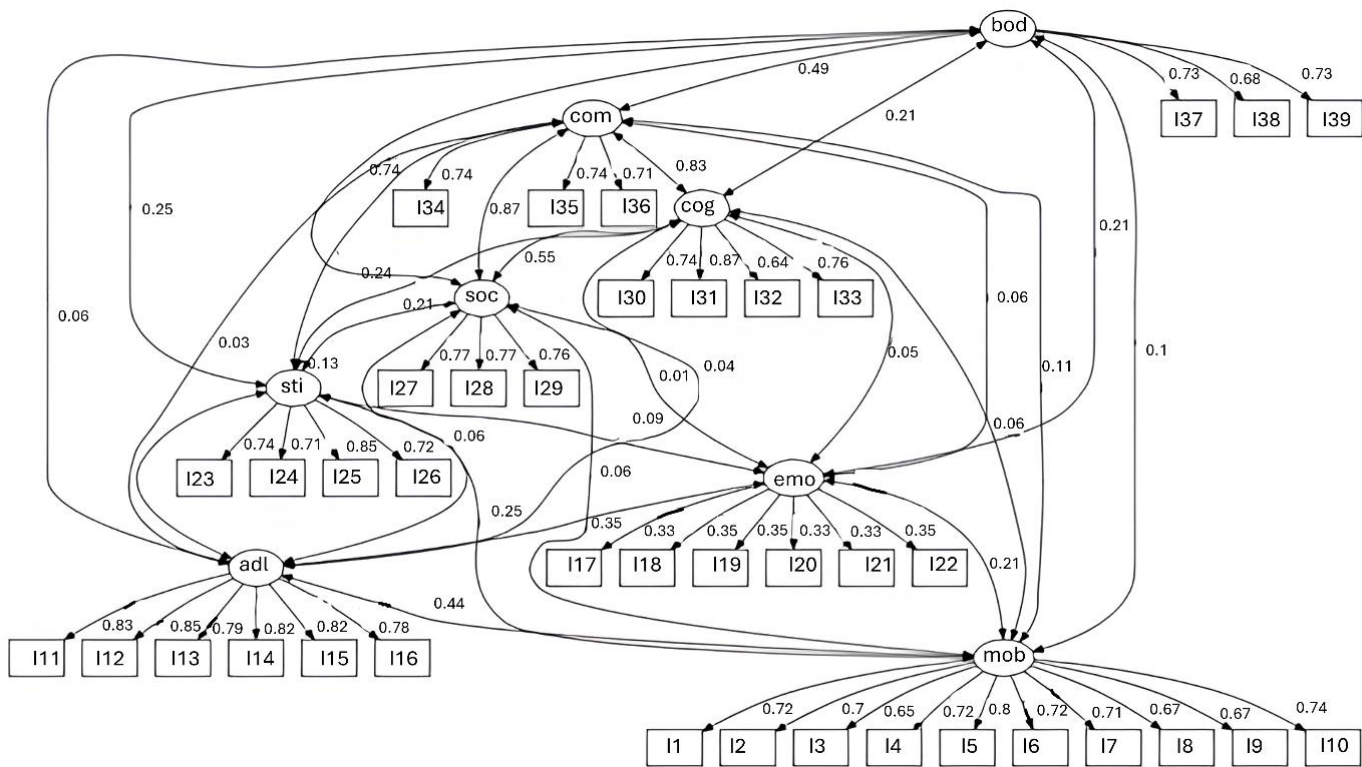 bod
0.49
0.73 0.68 0.73
I37 I38 I39
com
0.21
0.74 0.74 0.74 0.71 0.83
I34 I35 I36 cog
0.25 0.87 0.21
0.55 0.74 0.87 0.64 0.76
0.24
soc I30 I31 I32 I33 0.06
0.21
0.06 0.03 0.1
0.13 0.77 0.77 0.76 0.04 0.05 0.11
sti I27 I28 I29 0.01
0.09 0.06
0.74 0.71 0.85 0.72 0.06
I23 I24 I25 I26 0.06 emo
0.25
0.35 0.33 0.35 0.35 0.33 0.33 0.35
adl I17 I18 I19 I20 I21 I22 0.21
0.44
0.83 0.85 0.79 0.82 0.82 0.78
I11 I12 I13 I14 I15 I16 mob
0.72 0.7 0.65 0.72 0.8 0.72 0.71 0.67 0.67 0.74
I1 I2 I3 I4 I5 I6 I7 I8 I9 I10